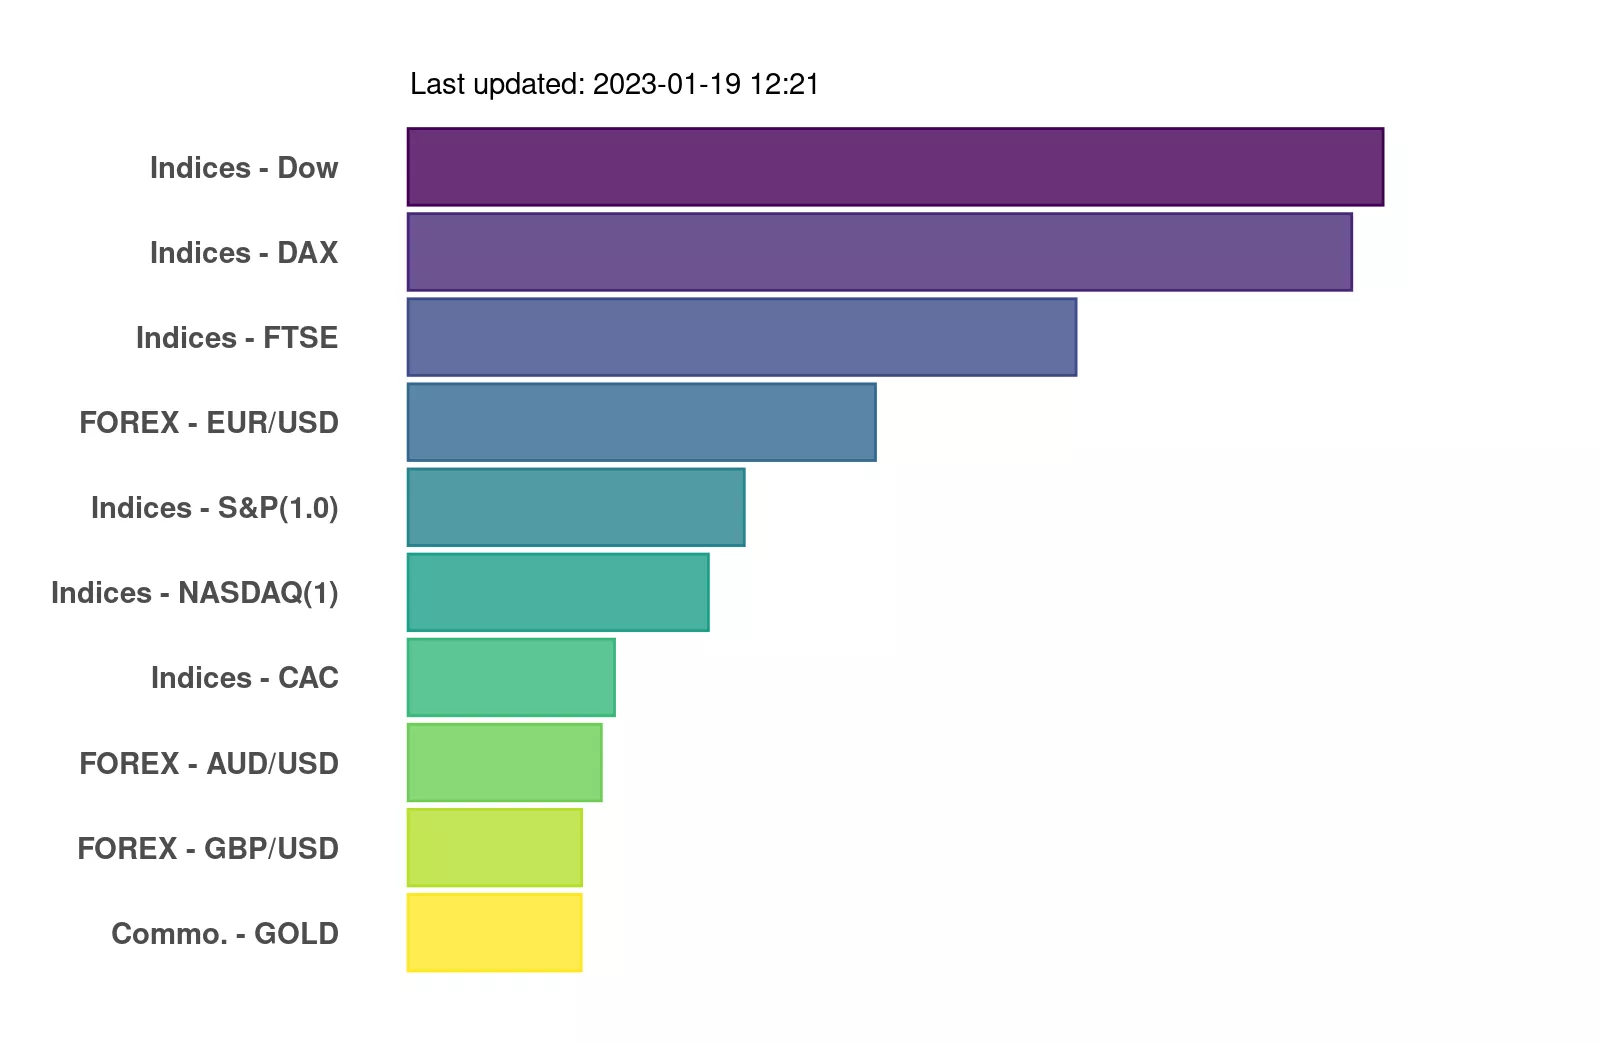 Last updated: 2023-01-19 12:21
Indices - Dow
Indices - DAX
Indices - FTSE
FOREX - EUR/USD
Indices - S&P(1.0)
Indices - NASDAQ(1)
Indices - CAC
FOREX - AUD/USD
FOREX - GBP/USD
Commo. - GOLD